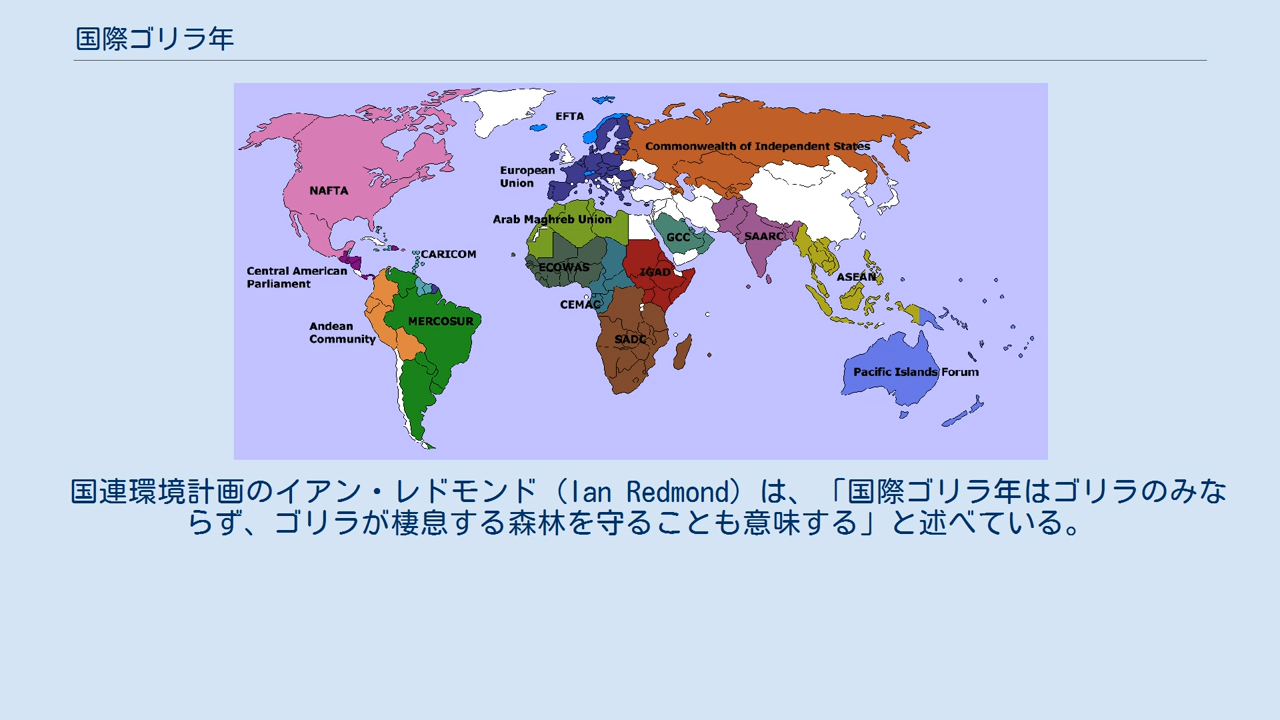 国際ゴリラ年
EFTA
Commonwealth of Independent States
European
Union
NAFTA
Arab Maghreb Union
GCC
SAARC
CARICOM
ECOWAS
IGAD
Central American
Parliament
ASEAN
CEMAC
MERCOSUR
Andean
Community
SADC
Pacific Islands Forum
国連環境計画のイアン・レドモンド（Ian Redmond）は、「国際ゴリラ年はゴリラのみな
らず、ゴリラが棲息する森林を守ることも意味する」と述べている。